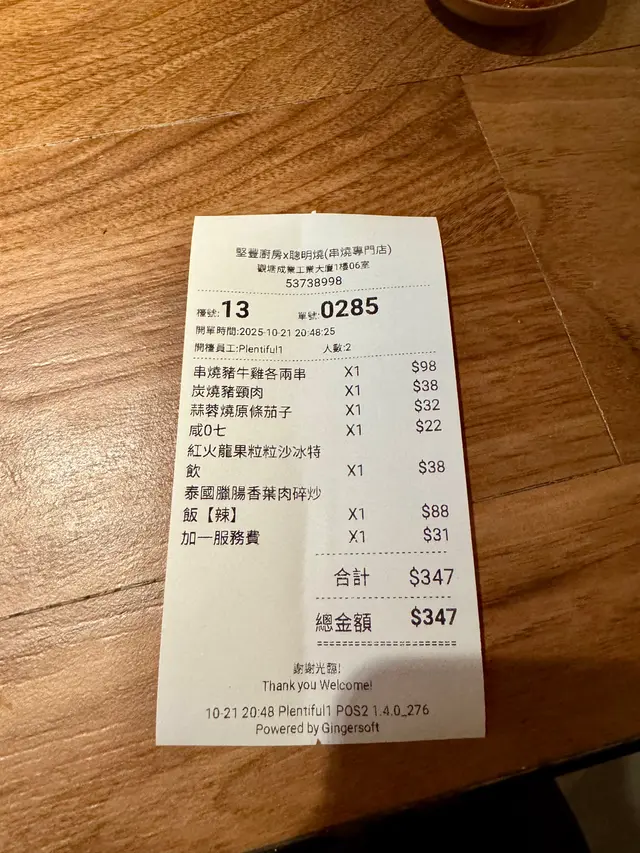 堅豐廚房x聰明燒(串燒專門店)
觀塘成業工業大廈1樓06室
53738998
檯號:13 單號:0285
開單時間:2025-10-21 20:48:25
開檯員工:Plentiful1 人數:2
串燒豬牛雞各兩串 X1 $98
炭燒豬頸肉 X1 $38
蒜蓉燒原條茄子 X1 $32
咸0七 X1 $22
紅火龍果粒粒沙冰特
飲 X1 $38
泰國臘腸香葉肉碎炒
飯【辣】 X1 $88
加一服務費 X1 $31
合計 $347
總金額 $347
謝謝光臨!
Thank you Welcome!
10-21 20:48 Plentiful1 POS2 1.4.0_276
Powered by Gingersoft